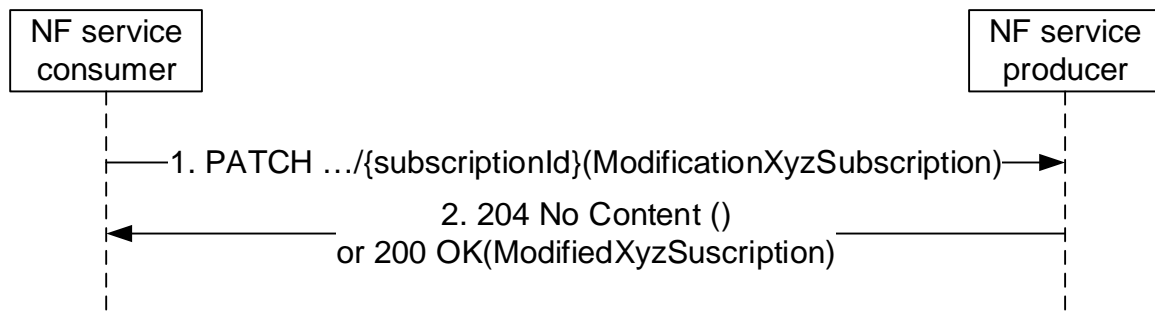 NF service
consumer
NF service
producer
1. PATCH …/{subscriptionId}(ModificationXyzSubscription)
2. 204 No Content ()
or 200 OK(ModifiedXyzSuscription)